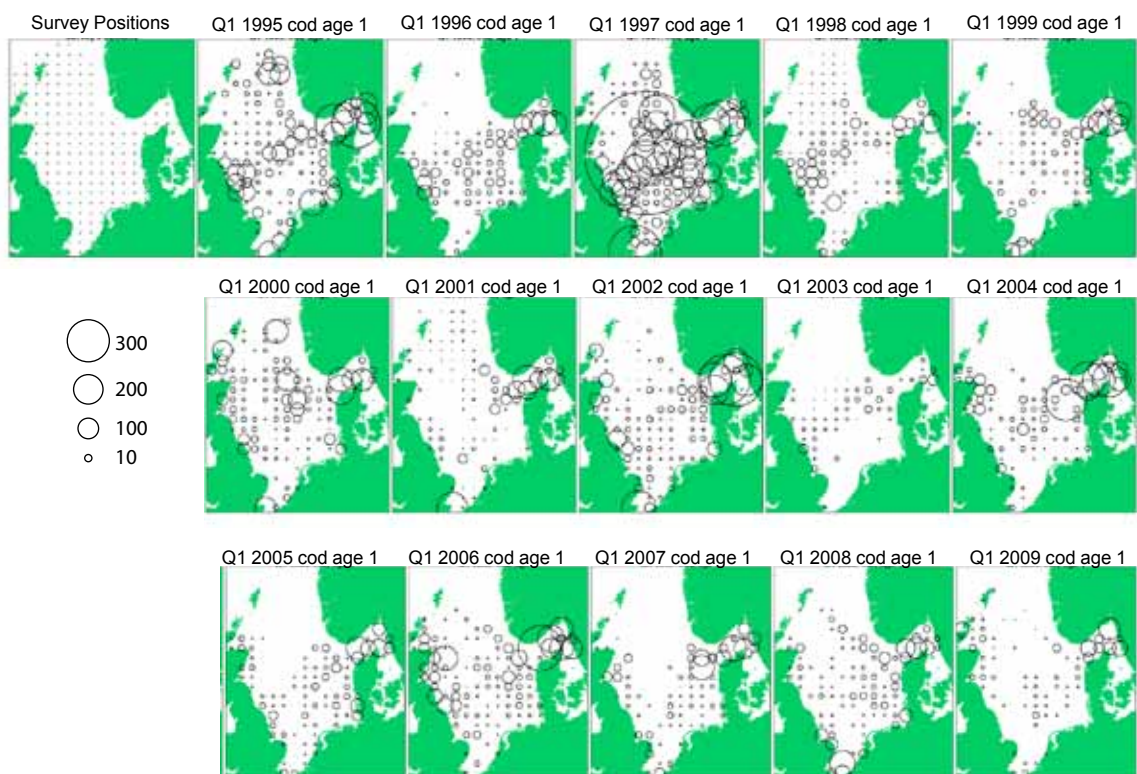 Survey Positions
Q1 1995 cod age 1
Q1 1996 cod age 1
Q1 1997 cod age 1
Q1 1998 cod age 1
Q1 1999 cod age 1
Q1 2000 cod age 1
Q1 2001 cod age 1
Q1 2002 cod age 1
Q1 2003 cod age 1
Q1 2004 cod age 1
300
200
100
10
Q1 2005 cod age 1
Q1 2006 cod age 1
Q1 2007 cod age 1
Q1 2008 cod age 1
Q1 2009 cod age 1